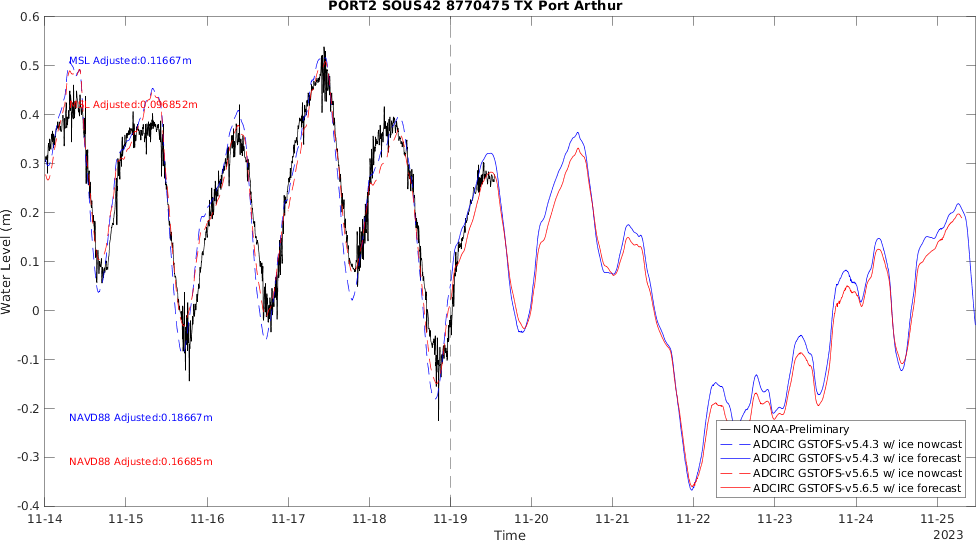 PORT2 SOUS42 8770475 TX Port Arthur
Water Level (m)
0.6
0.5
0.4
0.3
0.2
0.1
0
-0.1
-0.2
-0.3
-0.4
MSL Adjusted:0.11667m
MSL Adjusted:0.096852m
NAVD88 Adjusted:0.18667m
NAVD88 Adjusted:0.16685m
NOAA-Preliminary
ADCIRC GSTOFS-v5.4.3 w/ ice nowcast
ADCIRC GSTOFS-v5.4.3 w/ ice forecast
ADCIRC GSTOFS-v5.6.5 w/ ice nowcast
ADCIRC GSTOFS-v5.6.5 w/ ice forecast
11-14 11-15 11-16 11-17 11-18 11-19 11-20 11-21 11-22 11-23 11-24 11-25
Time
2023